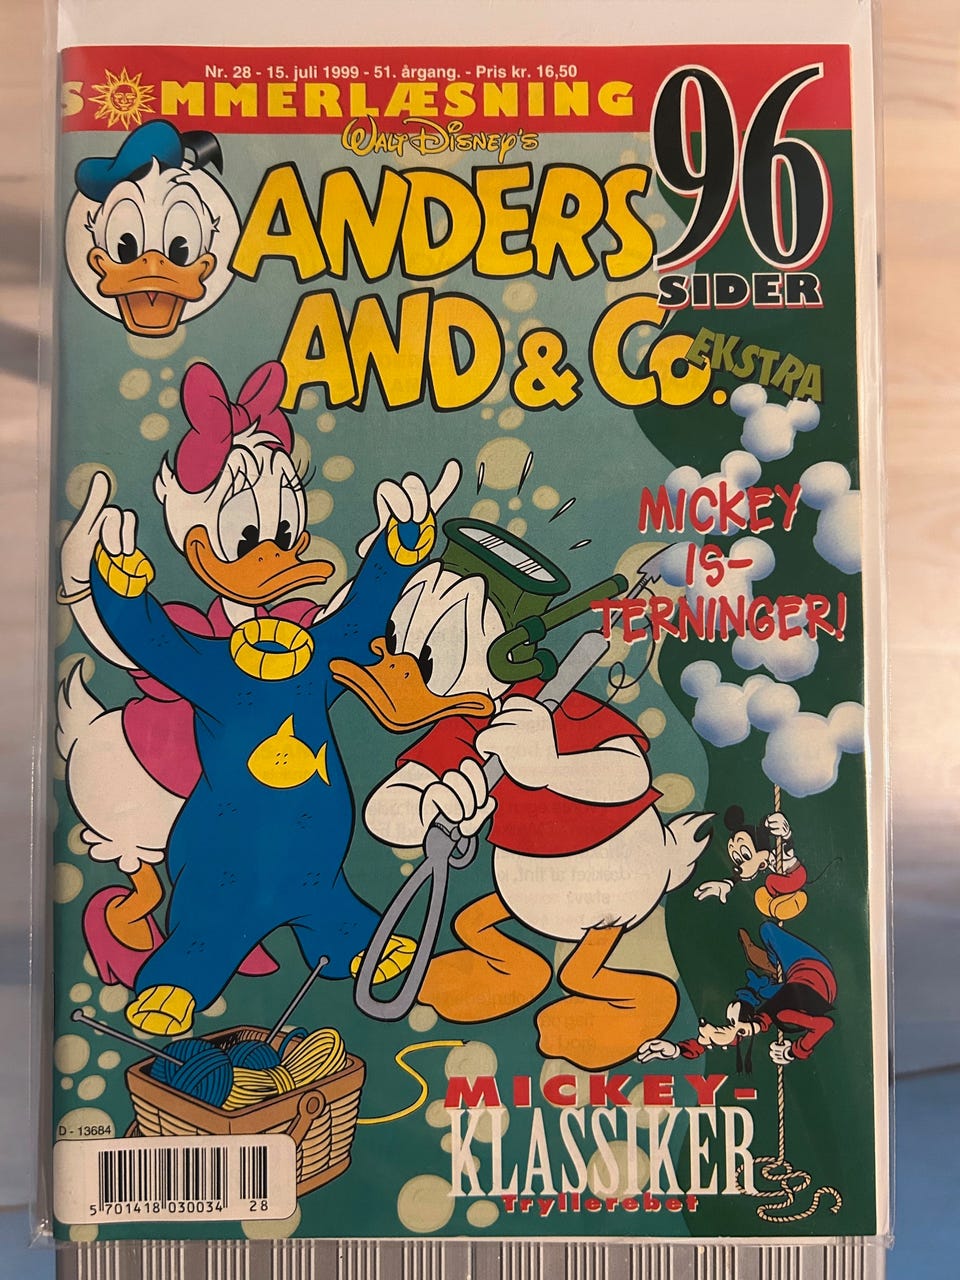 Nr. 28 - 15. juli 1999 - 51. årgang. - Pris kr. 16,50
SOMMERLÆSNING
96
SIDER
WALT DISNEY'S
ANDERS
AND & CO.
EKSTRA
MICKEY
IS-
TERNINGER!
MICKEY-
KLASSIKER
Tryllerebet
D - 13684
5 701418 030034 28